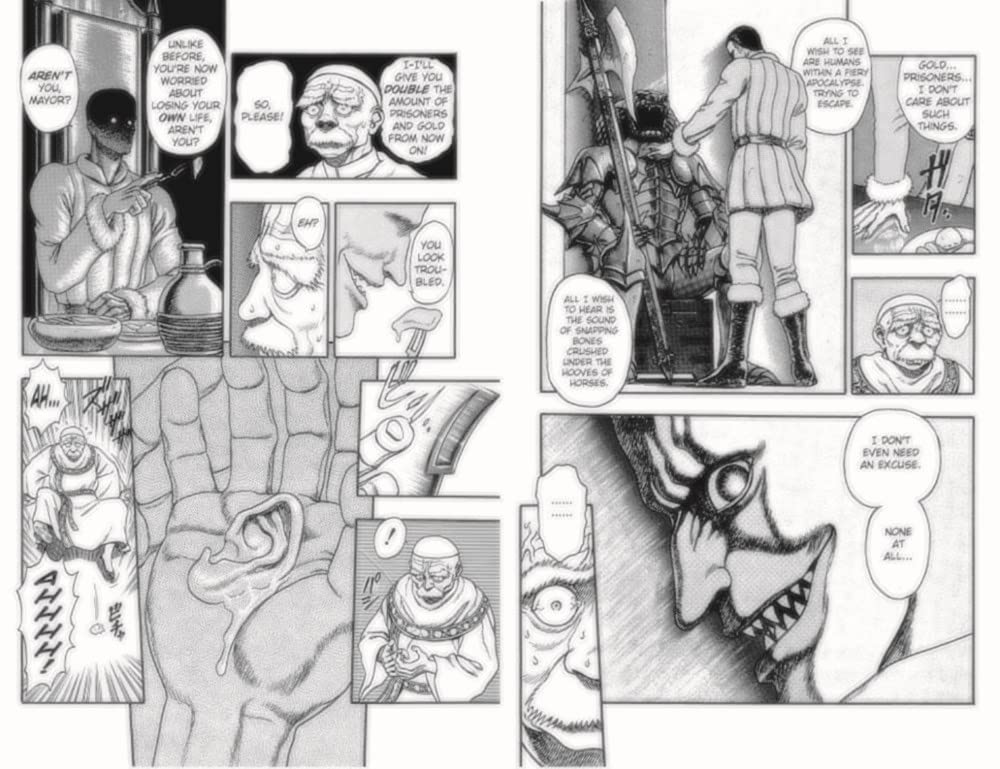 I-I'LL
GIVE YOU
DOUBLE THE
AMOUNT OF
PRISONERS
AND GOLD
FROM NOW
ON!
SO,
PLEASE!
YOU
LOOK
TROU-
BLED.
EH?
UNLIKE
BEFORE,
YOU'RE NOW
WORRIED
ABOUT
LOSING YOUR
OWN LIFE,
AREN'T
YOU?
AREN'T
YOU,
MAYOR?
!
AH...
AHHHH!
GOLD...
PRISONERS...
I DON'T
CARE ABOUT
SUCH
THINGS.
ガタ
......
ALL I
WISH TO SEE
ARE HUMANS
WITHIN A FIERY
APOCALYPSE.
TRYING TO
ESCAPE.
ALL I WISH
TO HEAR IS
THE SOUND
OF SNAPPING
BONES
CRUSHED
UNDER THE
HOOVES OF
HORSES.
I DON'T
EVEN NEED
AN EXCUSE.
NONE
AT
ALL...
......